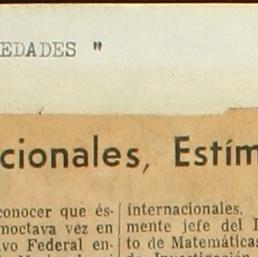 EDADES "
cionales, Estím
conocer que és-
moctava vez en
vo Federal en-
internacionales,
mente jefe del I
to de Matemáticas